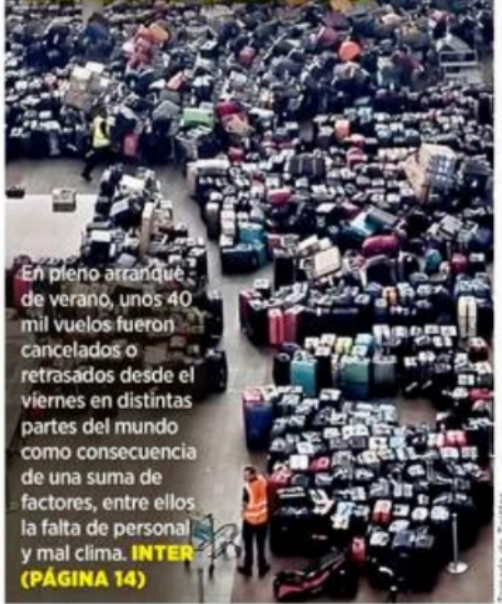 En pleno arranque
de verano, unos 40
mil vuelos fueron
cancelados o
retrasados desde el
viernes en distintas
partes del mundo
como consecuencia
de una suma de
factores, entre ellos
la falta de personal
y mal clima. INTER
(PÁGINA 14)